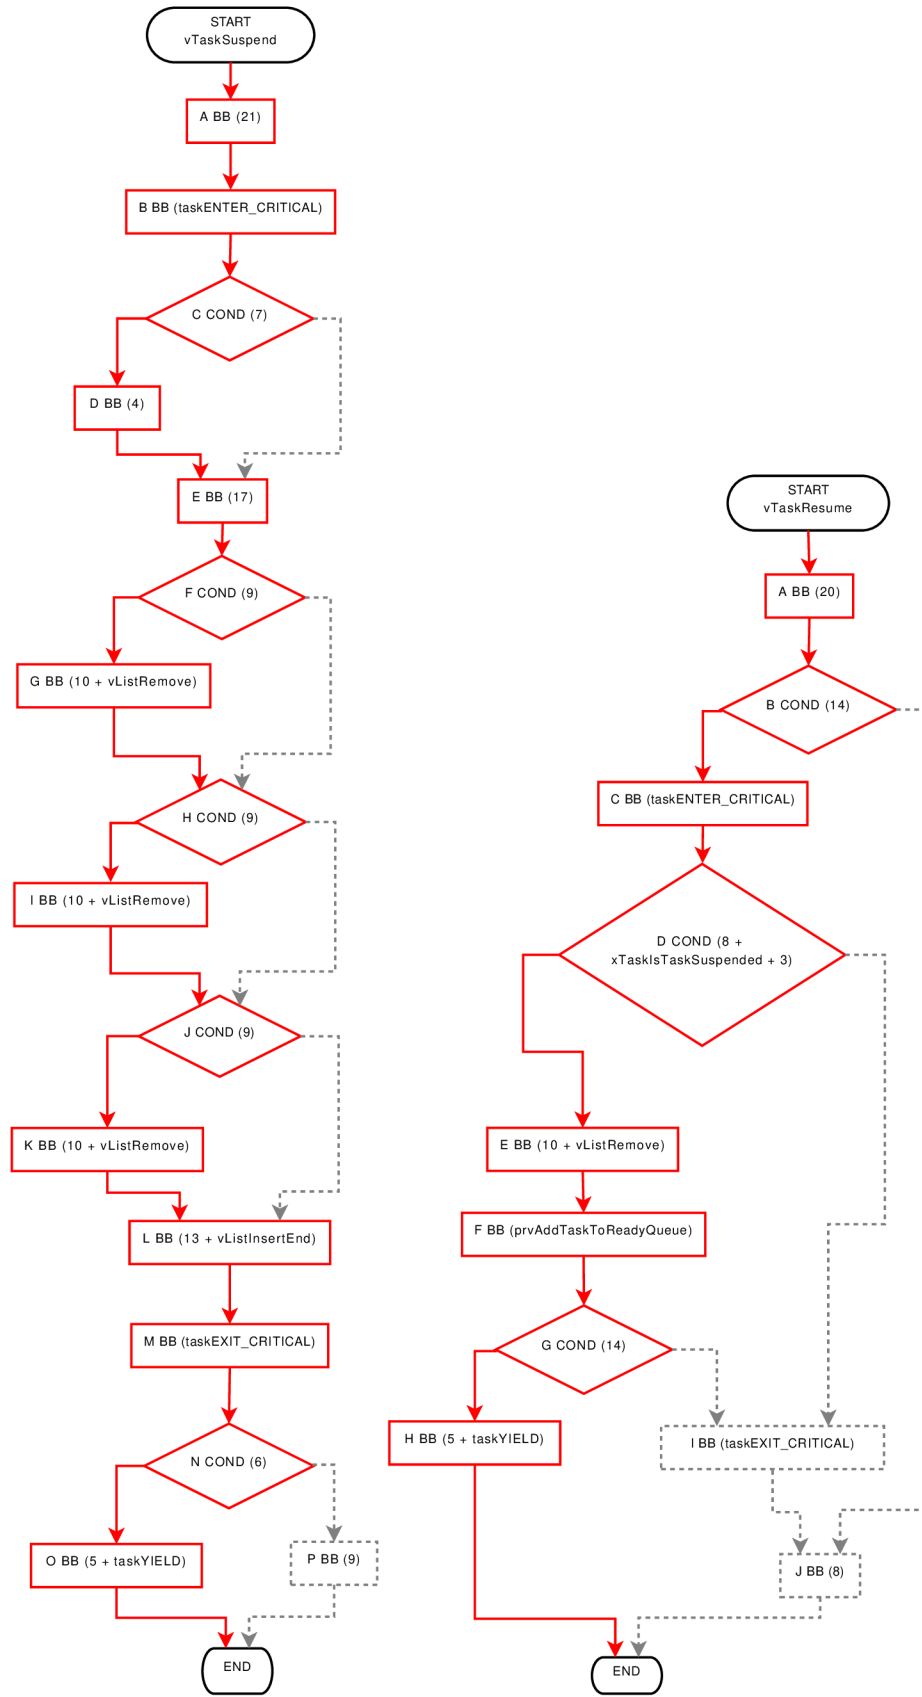 START
vTaskSuspend
A BB (21)
B BB (taskENTER_CRITICAL)
C COND (7)
D BB (4)
E BB (17)
F COND (9)
G BB (10 + vListRemove)
H COND (9)
I BB (10 + vListRemove)
J COND (9)
K BB (10 + vListRemove)
L BB (13 + vListInsertEnd)
M BB (taskEXIT_CRITICAL)
N COND (6)
O BB (5 + taskYIELD)
P BB (9)
END
START
vTaskResume
A BB (20)
B COND (14)
C BB (taskENTER_CRITICAL)
D COND (8 +
xTaskIsTaskSuspended + 3)
E BB (10 + vListRemove)
F BB (prvAddTaskToReadyQueue)
G COND (14)
H BB (5 + taskYIELD)
I BB (taskEXIT_CRITICAL)
J BB (8)
END